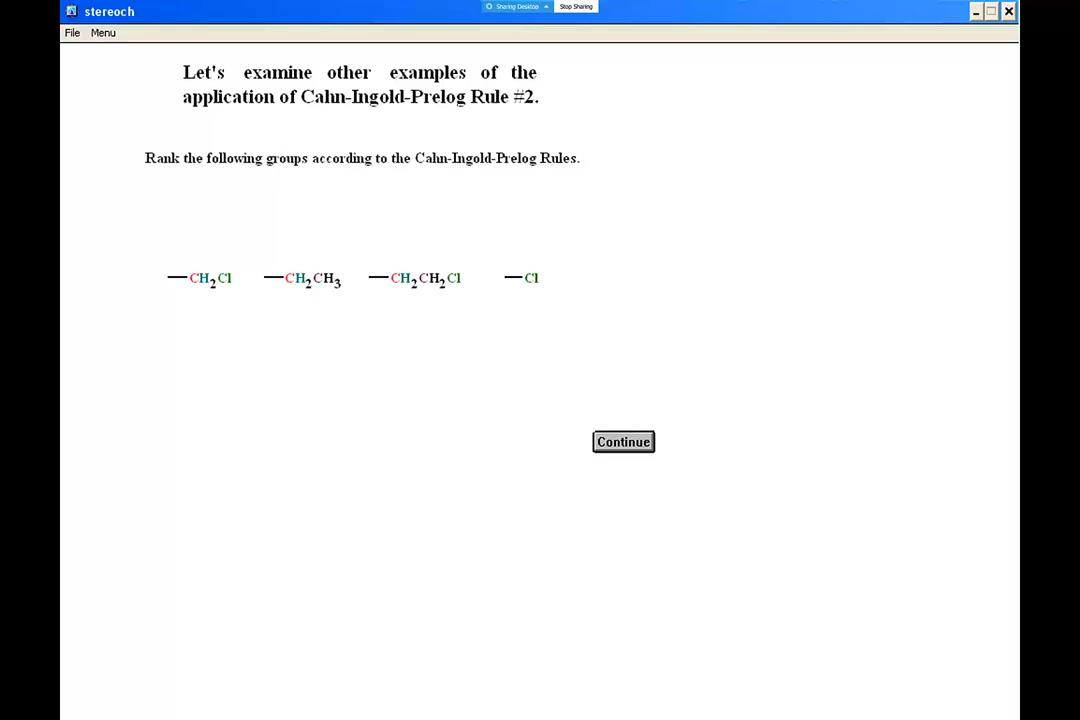 stereoch
Sharing Desktop Stop Sharing
File Menu
Let's examine other examples of the
application of Cahn-Ingold-Prelog Rule #2.
Rank the following groups according to the Cahn-Ingold-Prelog Rules.
—CH2Cl —CH2CH3 —CH2CH2Cl —Cl
Continue